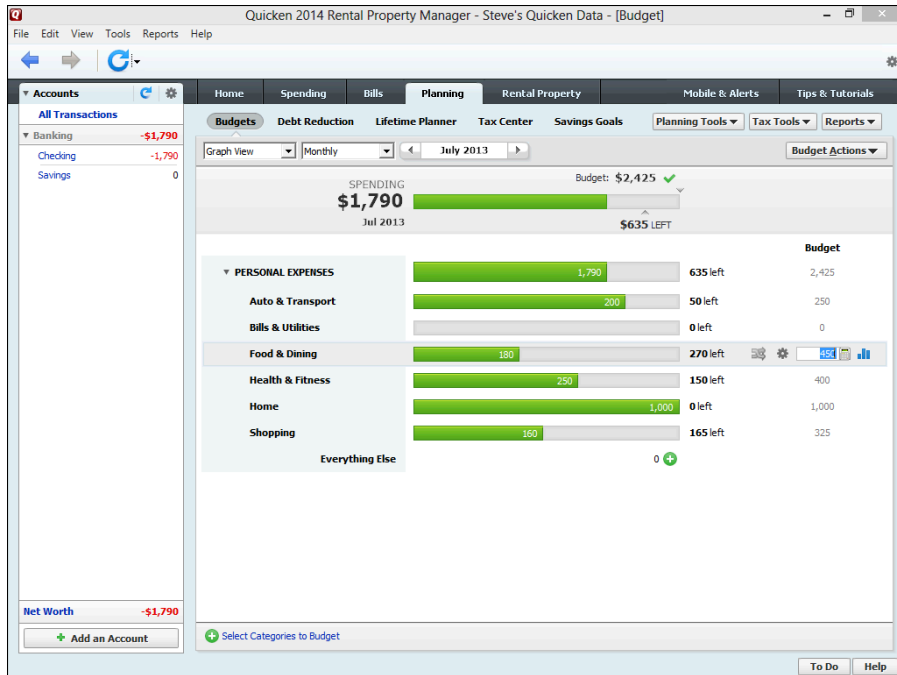 Quicken 2014 Rental Property Manager - Steve's Quicken Data - [Budget]
File Edit View Tools Reports Help
Accounts
All Transactions
Banking -$1,790
Checking -1,790
Savings 0
Net Worth -$1,790
Add an Account
Home Spending Bills Planning Rental Property Mobile & Alerts Tips & Tutorials
Budgets Debt Reduction Lifetime Planner Tax Center Savings Goals Planning Tools Tax Tools Reports
Graph View Monthly July 2013 Budget Actions
Budget: $2,425
SPENDING
$1,790
Jul 2013
$635 LEFT
Budget
PERSONAL EXPENSES 1,790 635 left 2,425
Auto & Transport 200 50 left 250
Bills & Utilities 0 left 0
Food & Dining 180 270 left 450
Health & Fitness 250 150 left 400
Home 1,000 0 left 1,000
Shopping 160 165 left 325
Everything Else 0
Select Categories to Budget
To Do Help